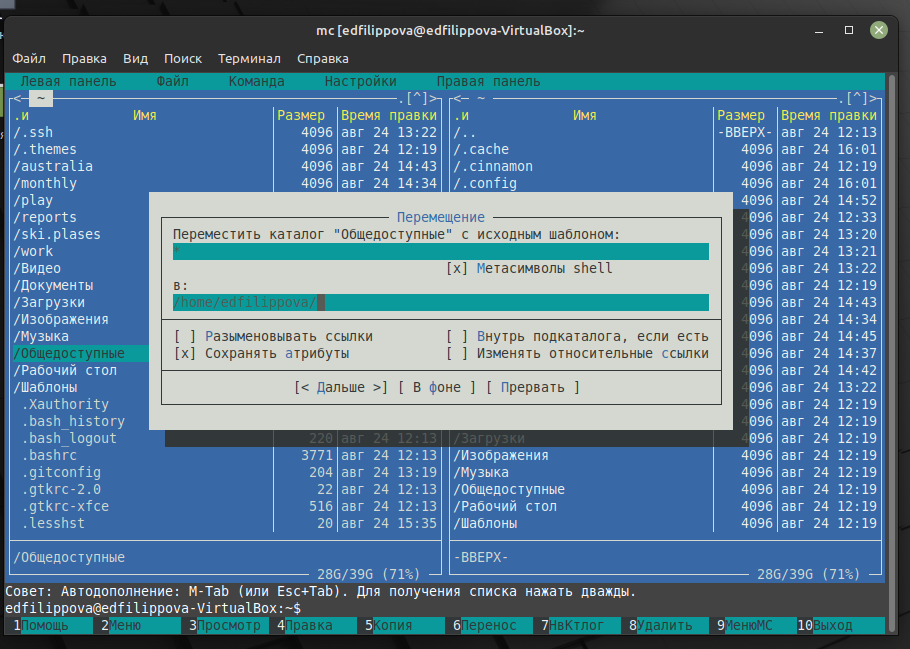 mc [edfilippova@edfilippova-VirtualBox]:~
Файл Правка Вид Поиск Терминал Справка
Левая панель Файл Команда Настройки Правая панель
<- ~ .[^]> <- ~ .[^]>
.и Имя Размер Время правки .и Имя Размер Время правки
/.ssh 4096 авг 24 13:22 /.. -ВВЕРХ- авг 24 12:13
/.themes 4096 авг 24 12:19 /.cache 4096 авг 24 16:01
/australia 4096 авг 24 14:43 /.cinnamon 4096 авг 24 12:19
/monthly 4096 авг 24 14:34 /.config 4096 авг 24 16:01
/play 4096 авг 24 14:52
/reports Перемещение 4096 авг 24 12:33
/ski.plases Переместить каталог "Общедоступные" с исходным шаблоном: 4096 авг 24 13:20
/work * 4096 авг 24 13:21
/Видео [x] Метасимволы shell 4096 авг 24 13:22
/Документы в: 4096 авг 24 12:19
/Загрузки /home/edfilippova/ 4096 авг 24 14:43
/Изображения 4096 авг 24 14:34
/Музыка [ ] Разыменовывать ссылки [ ] Внутрь подкаталога, если есть 4096 авг 24 14:45
/Общедоступные [x] Сохранять атрибуты [ ] Изменять относительные ссылки 4096 авг 24 14:37
/Рабочий стол 4096 авг 24 14:42
/Шаблоны [< Дальше >] [ В фоне ] [ Прервать ] 4096 авг 24 13:22
.Xauthority 4096 авг 24 12:19
.bash_history 4096 авг 24 12:19
.bash_logout 220 авг 24 12:13 /Загрузки 4096 авг 24 12:19
.bashrc 3771 авг 24 12:13 /Изображения 4096 авг 24 12:19
.gitconfig 204 авг 24 13:19 /Музыка 4096 авг 24 12:19
.gtkrc-2.0 22 авг 24 12:13 /Общедоступные 4096 авг 24 12:19
.gtkrc-xfce 516 авг 24 12:13 /Рабочий стол 4096 авг 24 12:19
.lesshst 20 авг 24 15:35 /Шаблоны 4096 авг 24 12:19
/Общедоступные -ВВЕРХ-
28G/39G (71%) 28G/39G (71%)
Совет: Автодополнение: M-Tab (или Esc+Tab). Для получения списка нажать дважды.
edfilippova@edfilippova-VirtualBox:~$
1Помощь 2Меню 3Просмотр 4Правка 5Копия 6Перенос 7НвКтлог 8Удалить 9МенюMC 10Выход